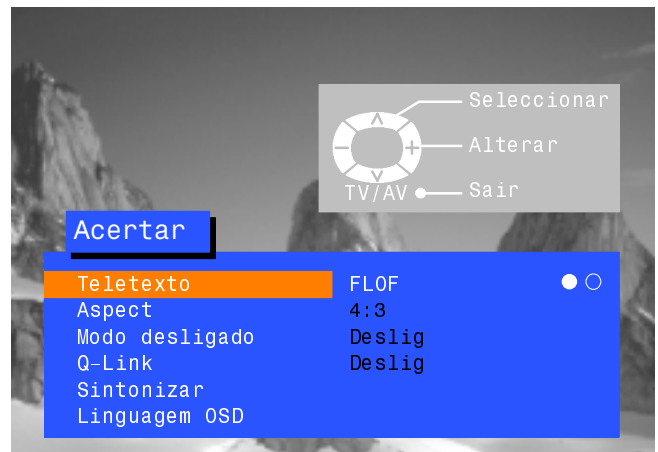 Seleccionar
Alterar
TV/AV Sair
Acertar
Teletexto FLOF
Aspect 4:3
Modo desligado Deslig
Q-Link Deslig
Sintonizar
Linguagem OSD